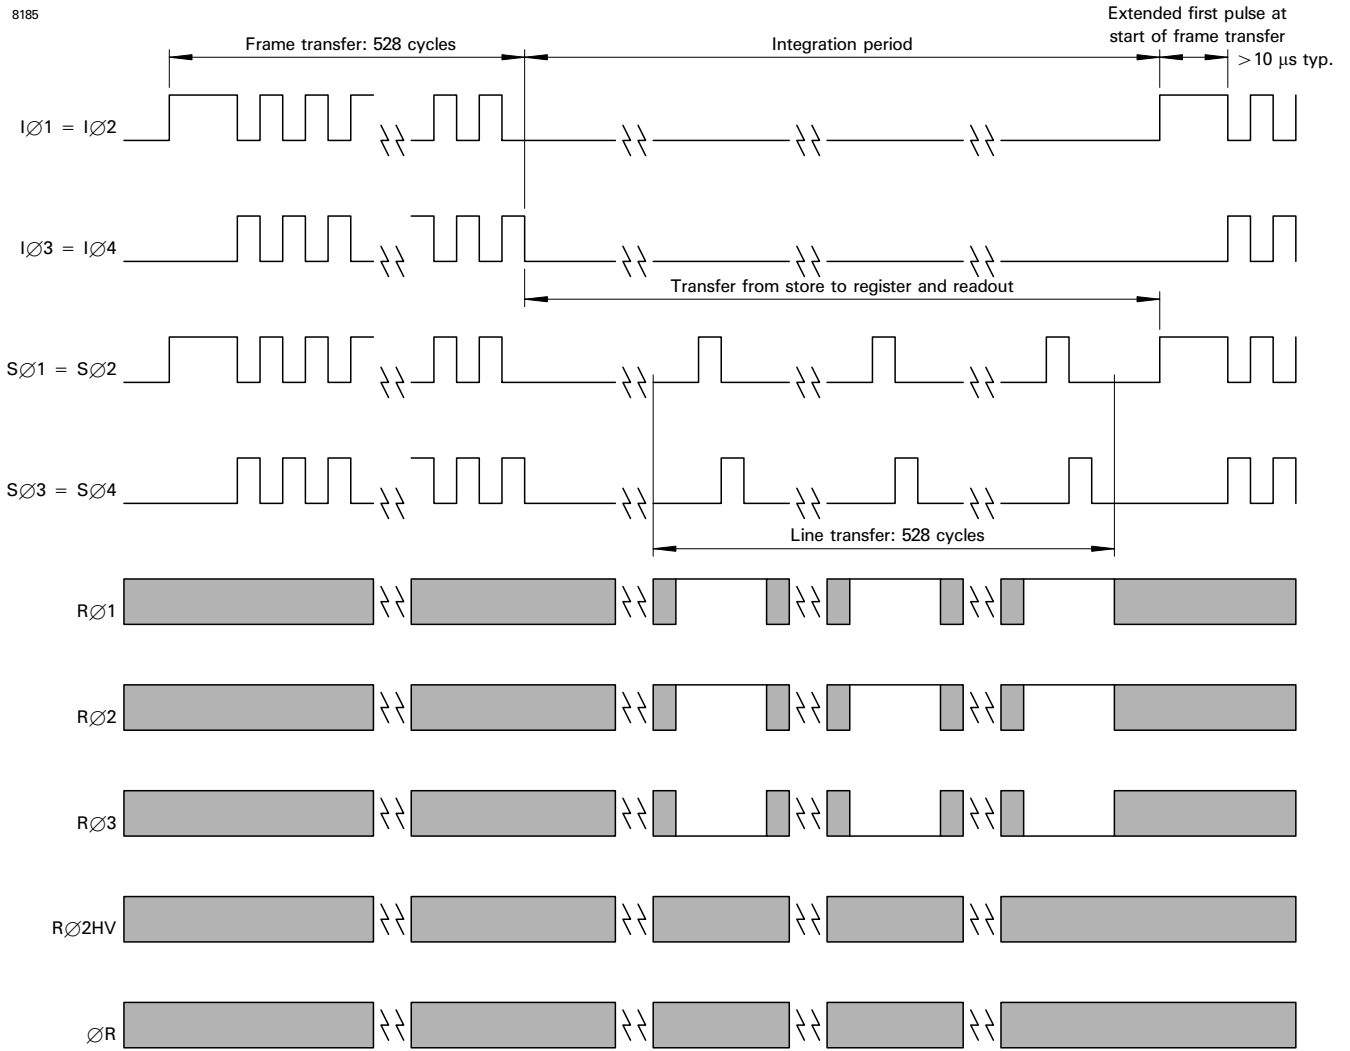 8185
Extended first pulse at
start of frame transfer
>10 μs typ.
Frame transfer: 528 cycles
Integration period
I∅1 = I∅2
I∅3 = I∅4
Transfer from store to register and readout
S∅1 = S∅2
S∅3 = S∅4
Line transfer: 528 cycles
R∅1
R∅2
R∅3
R∅2HV
∅R